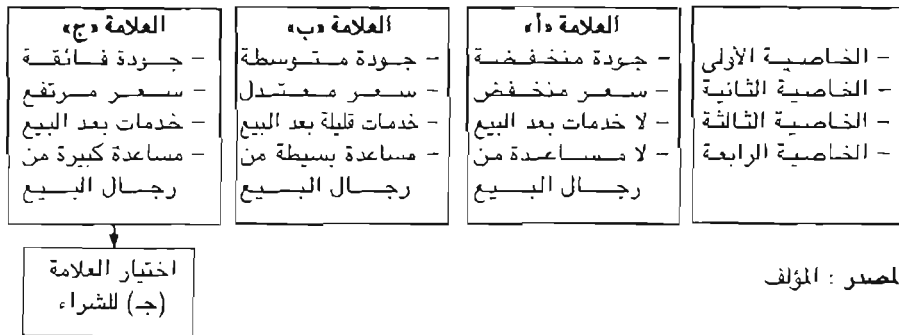 - الخاصية الأولى
- الخاصية الثانية
- الخاصية الثالثة
- الخاصية الرابعة
العلامة «أ»
- جودة منخفضة
- سعر منخفض
- لا خدمات بعد البيع
- لا مساعدة من
رجال البيع
العلامة «ب»
- جودة متوسطة
- سعر معتدل
- خدمات قليلة بعد البيع
- مساعدة بسيطة من
رجال البيع
العلامة «ج»
- جودة فائقة
- سعر مرتفع
- خدمات بعد البيع
- مساعدة كبيرة من
رجال البيع
اختيار العلامة
(جـ) للشراء
لمصدر : المؤلف